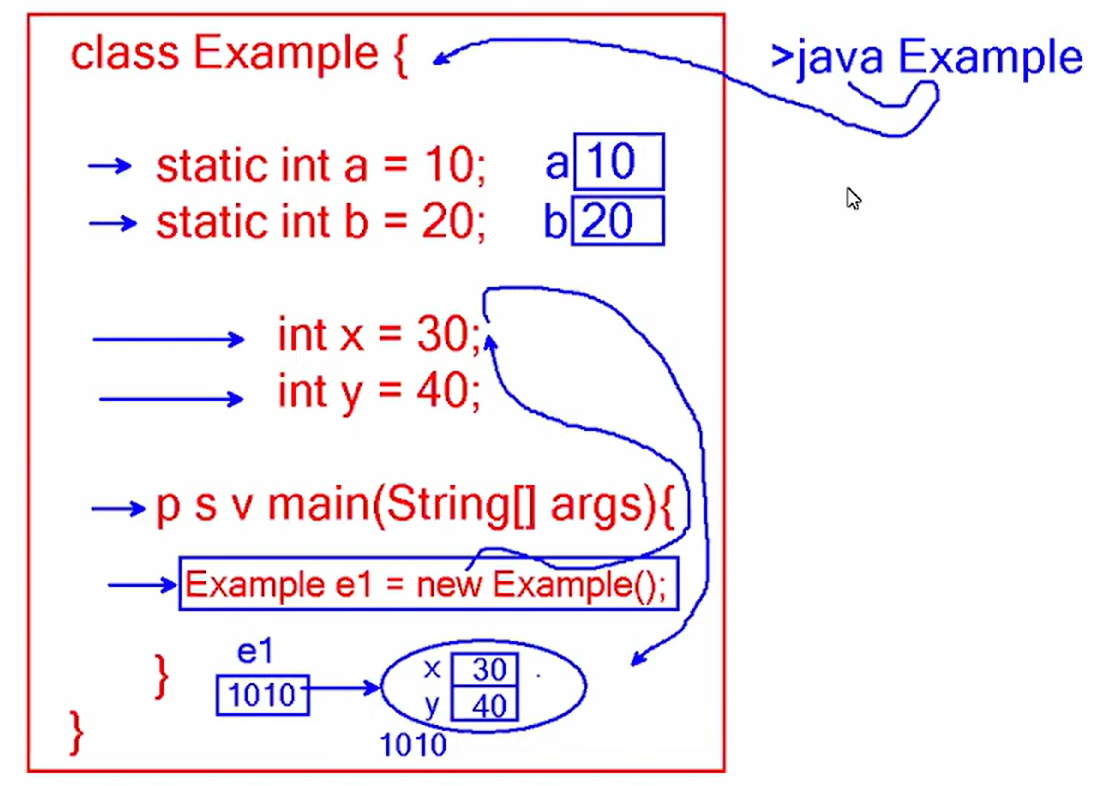 class Example {
>java Example
static int a = 10; a 10
static int b = 20; b 20
int x = 30;
int y = 40;
p s v main(String[] args){
Example e1 = new Example();
}
e1
1010
x 30
y 40
1010
}